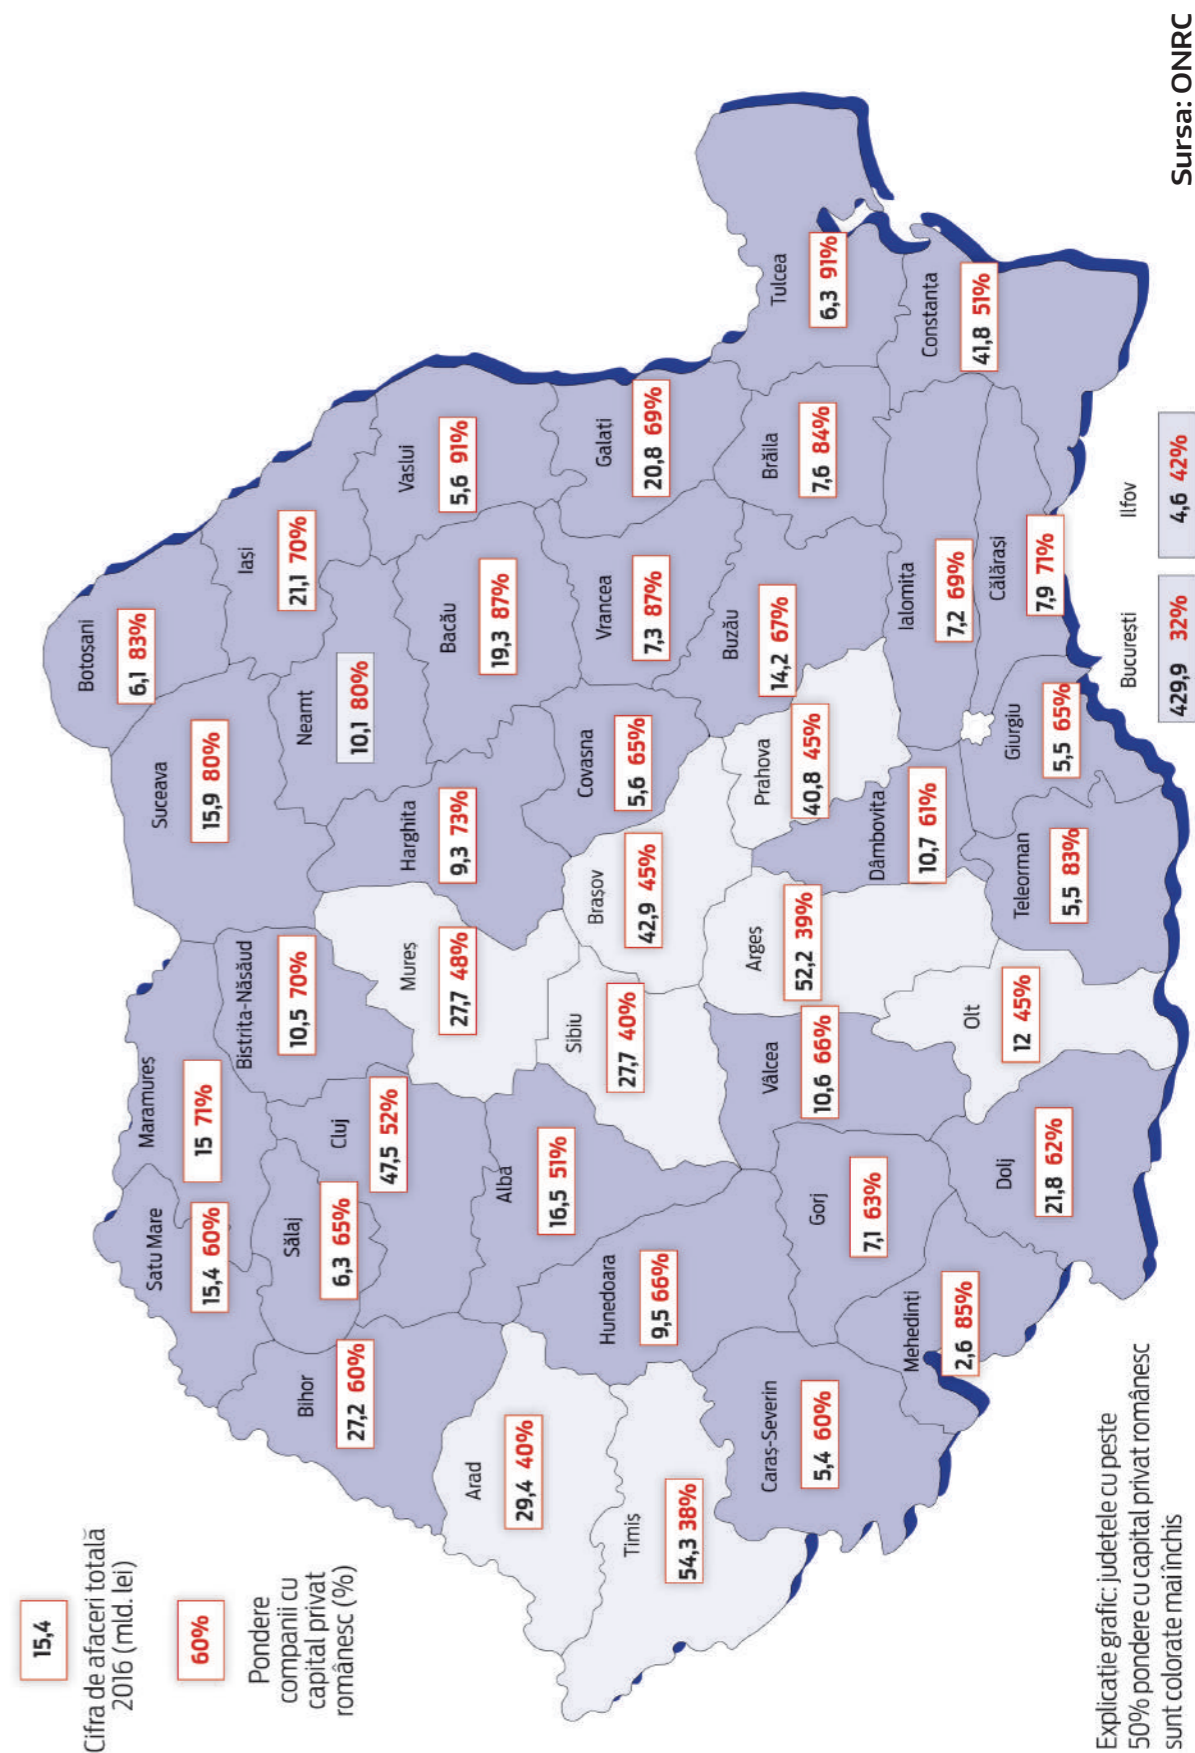 15,4
Cifra de afaceri totală
2016 (mld. lei)
60%
Pondere
companii cu
capital privat
românesc (%)
Satu Mare
15,4 60%
Maramureș
15 71%
Bistrița-Năsăud
10,5 70%
Suceava
15,9 80%
Botoșani
6,1 83%
Iași
21,1 70%
Neamt
10,1 80%
Bihor
27,2 60%
Sălaj
6,3 65%
Cluj
47,5 52%
Mureș
27,7 48%
Harghita
9,3 73%
Bacău
19,3 87%
Vaslui
5,6 91%
Arad
29,4 40%
Alba
16,5 51%
Sibiu
27,7 40%
Brașov
42,9 45%
Covasna
5,6 65%
Vrancea
7,3 87%
Galați
20,8 69%
Timiș
54,3 38%
Hunedoara
9,5 66%
Caraș-Severin
5,4 60%
Gorj
7,1 63%
Vâlcea
10,6 66%
Argeș
52,2 39%
Prahova
40,8 45%
Buzău
14,2 67%
Brăila
7,6 84%
Tulcea
6,3 91%
Dâmbovița
10,7 61%
Ialomița
7,2 69%
Constanța
41,8 51%
Mehedinți
2,6 85%
Dolj
21,8 62%
Olt
12 45%
Teleorman
5,5 83%
Giurgiu
5,5 65%
Călărași
7,9 71%
București
429,9 32%
Ilfov
4,6 42%
Explicație grafic: județele cu peste
50% pondere cu capital privat românesc
sunt colorate mai închis
Sursa: ONRC